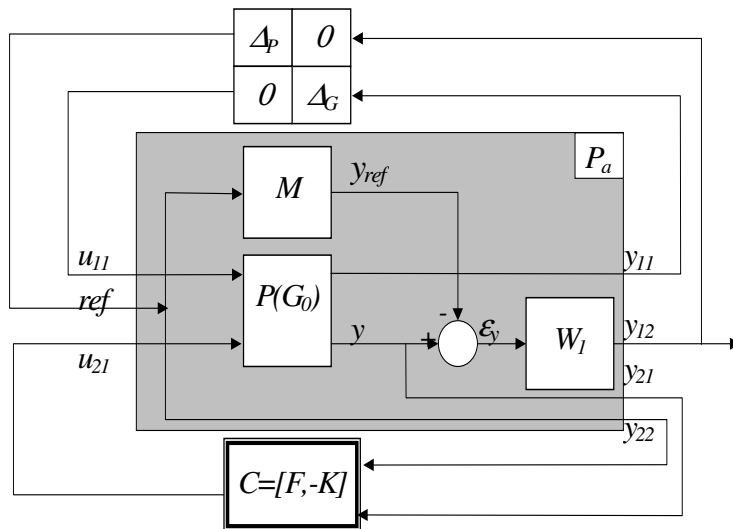 Δ_P 0
0 Δ_G
P_a
M
y_ref
u_11
y_11
ref
P(G_0)
-
y
+
ε_y
W_1
y_12
u_21
y_21
y_22
C=[F,-K]